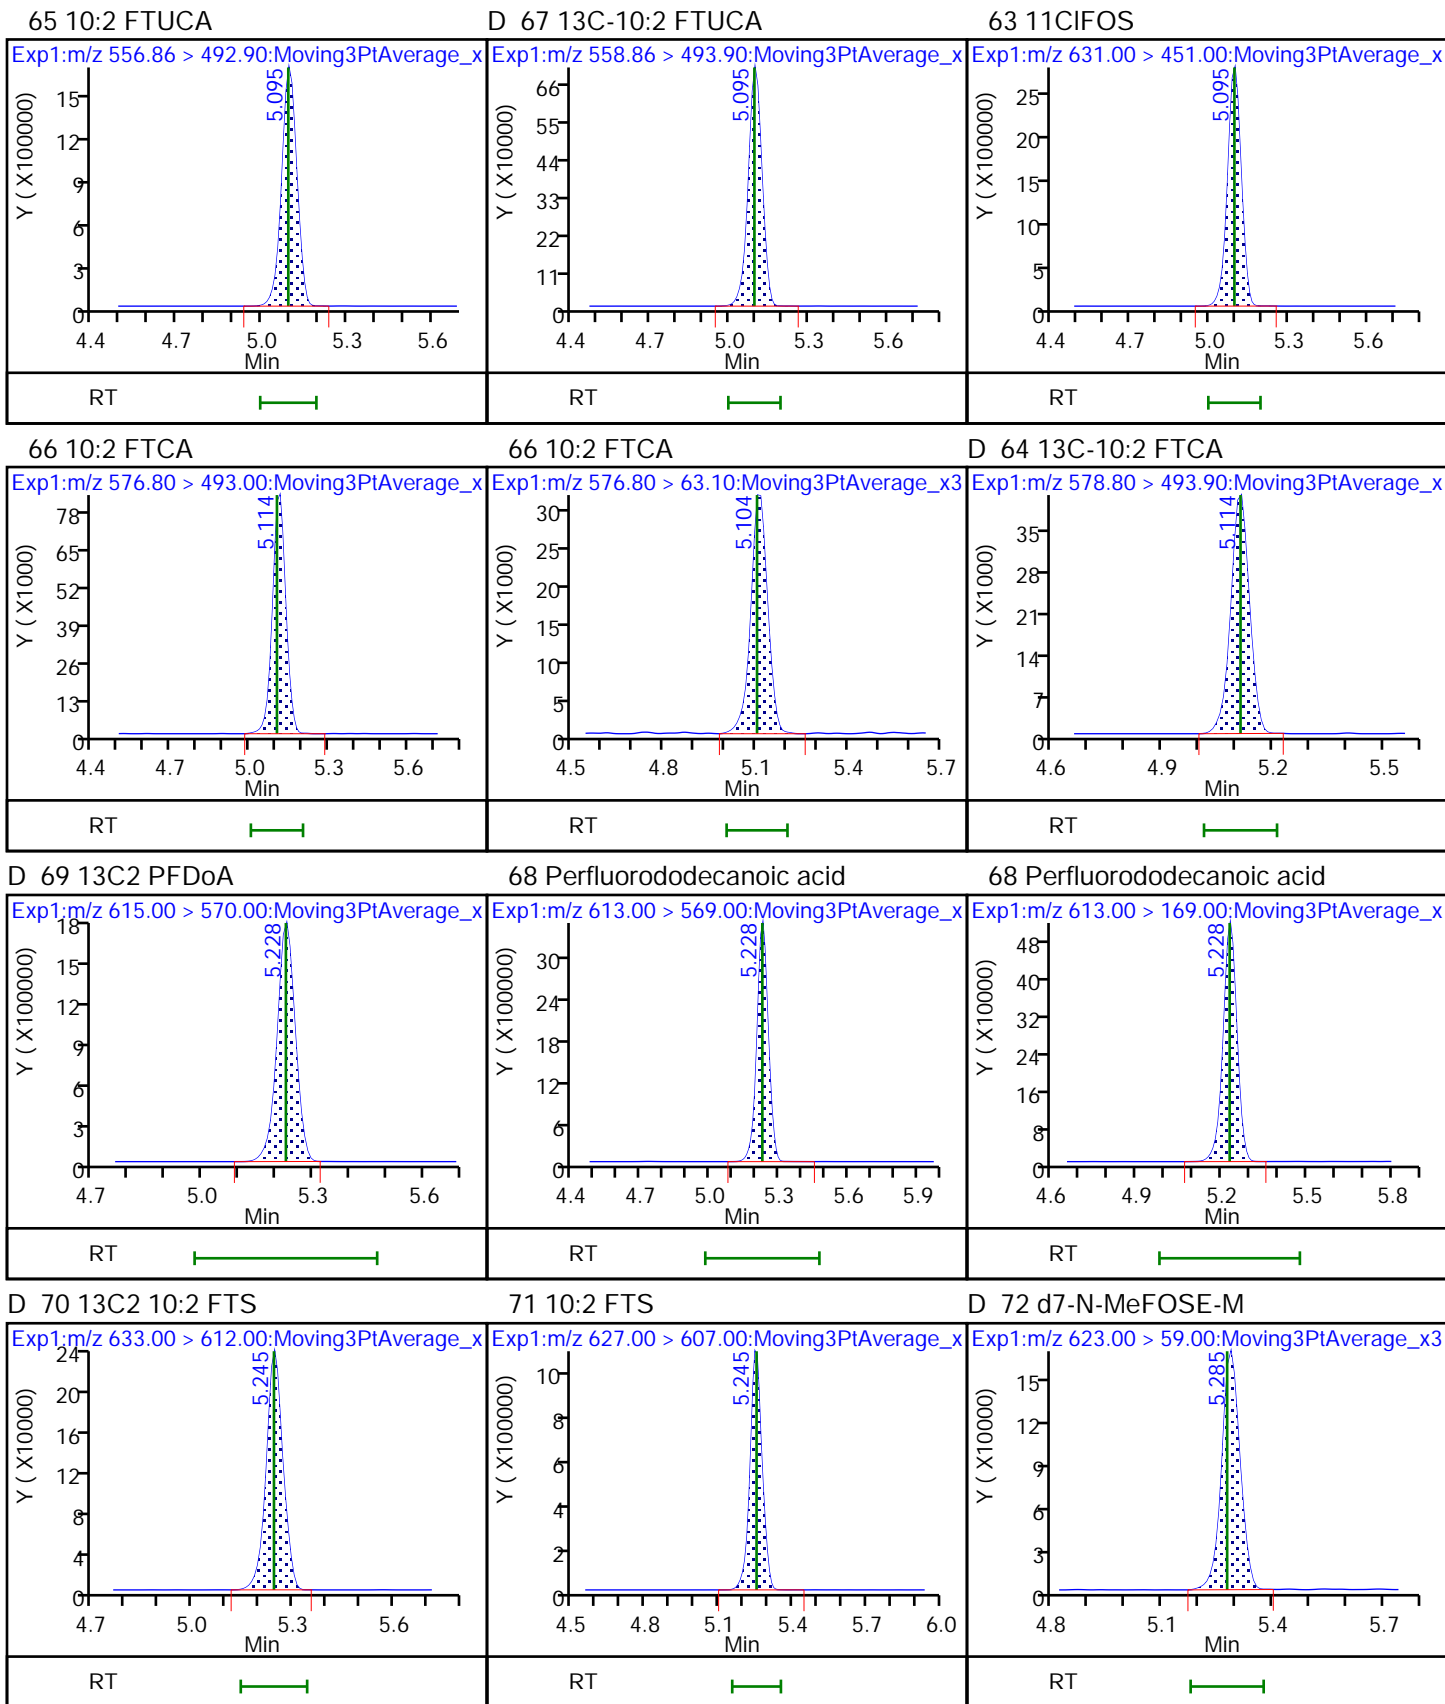 65 10:2 FTUCA
Exp1:m/z 556.86 > 492.90:Moving3PtAverage_x
5.095
Y ( X100000)
15
12
9
6
3
0
4.4 4.7 5.0 5.3 5.6
Min
RT
D 67 13C-10:2 FTUCA
Exp1:m/z 558.86 > 493.90:Moving3PtAverage_x
5.095
Y ( X10000)
66
55
44
33
22
11
0
4.4 4.7 5.0 5.3 5.6
Min
RT
63 11ClFOS
Exp1:m/z 631.00 > 451.00:Moving3PtAverage_x
5.095
Y ( X100000)
25
20
15
10
5
0
4.4 4.7 5.0 5.3 5.6
Min
RT
66 10:2 FTCA
Exp1:m/z 576.80 > 493.00:Moving3PtAverage_x
5.114
Y ( X1000)
78
65
52
39
26
13
0
4.4 4.7 5.0 5.3 5.6
Min
RT
66 10:2 FTCA
Exp1:m/z 576.80 > 63.10:Moving3PtAverage_x3
5.104
Y ( X1000)
30
25
20
15
10
5
0
4.5 4.8 5.1 5.4 5.7
Min
RT
D 64 13C-10:2 FTCA
Exp1:m/z 578.80 > 493.90:Moving3PtAverage_x
5.114
Y ( X1000)
35
28
21
14
7
0
4.6 4.9 5.2 5.5
Min
RT
D 69 13C2 PFDoA
Exp1:m/z 615.00 > 570.00:Moving3PtAverage_x
5.228
Y ( X100000)
18
15
12
9
6
3
0
4.7 5.0 5.3 5.6
Min
RT
68 Perfluorododecanoic acid
Exp1:m/z 613.00 > 569.00:Moving3PtAverage_x
5.228
Y ( X100000)
30
24
18
12
6
0
4.4 4.7 5.0 5.3 5.6 5.9
Min
RT
68 Perfluorododecanoic acid
Exp1:m/z 613.00 > 169.00:Moving3PtAverage_x
5.228
Y ( X10000)
48
40
32
24
16
8
0
4.6 4.9 5.2 5.5 5.8
Min
RT
D 70 13C2 10:2 FTS
Exp1:m/z 633.00 > 612.00:Moving3PtAverage_x
5.245
Y ( X10000)
24
20
16
12
8
4
0
4.7 5.0 5.3 5.6
Min
RT
71 10:2 FTS
Exp1:m/z 627.00 > 607.00:Moving3PtAverage_x
5.245
Y ( X100000)
10
8
6
4
2
0
4.5 4.8 5.1 5.4 5.7 6.0
Min
RT
D 72 d7-N-MeFOSE-M
Exp1:m/z 623.00 > 59.00:Moving3PtAverage_x3
5.285
Y ( X10000)
15
12
9
6
3
0
4.8 5.1 5.4 5.7
Min
RT